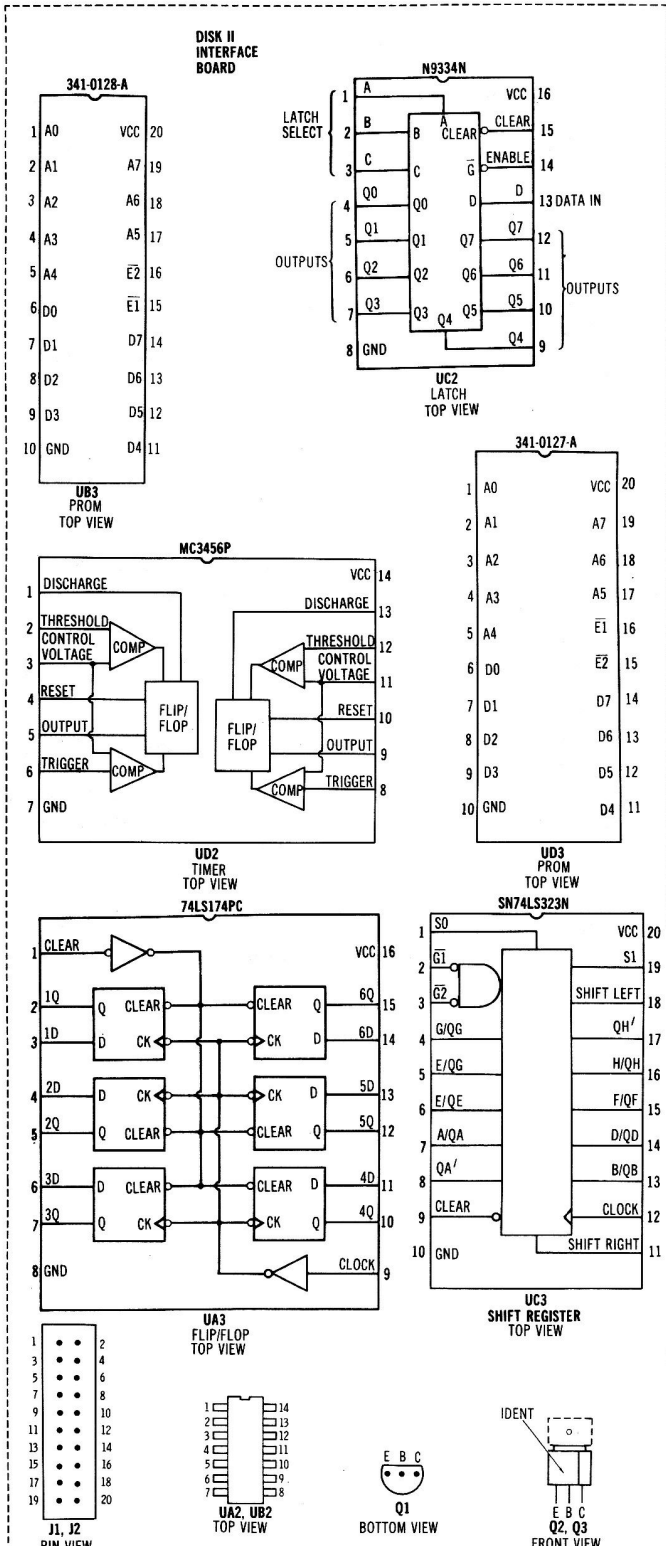 DISK II
INTERFACE
BOARD
341-0128-A
1 A0 VCC 20
2 A1 A7 19
3 A2 A6 18
4 A3 A5 17
5 A4 E̅2̅ 16
6 D0 E̅1̅ 15
7 D1 D7 14
8 D2 D6 13
9 D3 D5 12
10 GND D4 11
UB3
PROM
TOP VIEW
N9334N
LATCH
SELECT
OUTPUTS
1 A A VCC 16
2 B B CLEAR CLEAR 15
3 C C G̅ ENABLE 14
4 Q0 Q0 D D 13 DATA IN
5 Q1 Q1 Q7 Q7 12
6 Q2 Q2 Q6 Q6 11
7 Q3 Q3 Q5 Q5 10
8 GND Q4 Q4 9
OUTPUTS
UC2
LATCH
TOP VIEW
MC3456P
1 DISCHARGE VCC 14
2 THRESHOLD DISCHARGE 13
3 CONTROL VOLTAGE COMP COMP THRESHOLD 12
4 RESET CONTROL VOLTAGE 11
5 OUTPUT FLIP/FLOP FLIP/FLOP RESET 10
6 TRIGGER COMP OUTPUT 9
7 GND COMP TRIGGER 8
UD2
TIMER
TOP VIEW
341-0127-A
1 A0 VCC 20
2 A1 A7 19
3 A2 A6 18
4 A3 A5 17
5 A4 E̅1̅ 16
6 D0 E̅2̅ 15
7 D1 D7 14
8 D2 D6 13
9 D3 D5 12
10 GND D4 11
UD3
PROM
TOP VIEW
74LS174PC
1 CLEAR VCC 16
2 1Q Q CLEAR CLEAR Q 6Q 15
3 1D D CK CK D 6D 14
4 2D D CK CK D 5D 13
5 2Q Q CLEAR CLEAR Q 5Q 12
6 3D D CLEAR CLEAR D 4D 11
7 3Q Q CK CK Q 4Q 10
8 GND CLOCK 9
UA3
FLIP/FLOP
TOP VIEW
SN74LS323N
1 S0 VCC 20
2 G̅1̅ S1 19
3 G̅2̅ SHIFT LEFT 18
4 G/QG QH′ 17
5 E/QG H/QH 16
6 E/QE F/QF 15
7 A/QA D/QD 14
8 QA′ B/QB 13
9 CLEAR CLOCK 12
10 GND SHIFT RIGHT 11
UC3
SHIFT REGISTER
TOP VIEW
1 2
3 4
5 6
7 8
9 10
11 12
13 14
15 16
17 18
19 20
J1, J2
PIN VIEW
1 14
2 13
3 12
4 11
5 10
6 9
7 8
UA2, UB2
TOP VIEW
E B C
Q1
BOTTOM VIEW
IDENT
E B C
Q2, Q3
FRONT VIEW